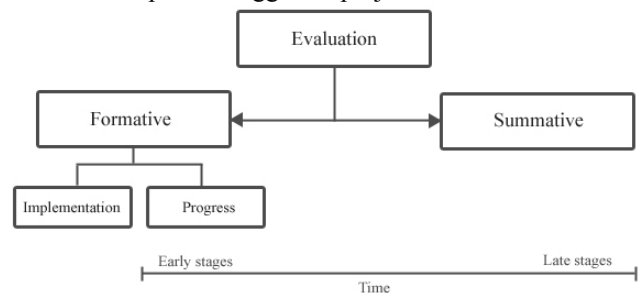 Evaluation
Formative
Summative
Implementation
Progress
Early stages
Late stages
Time